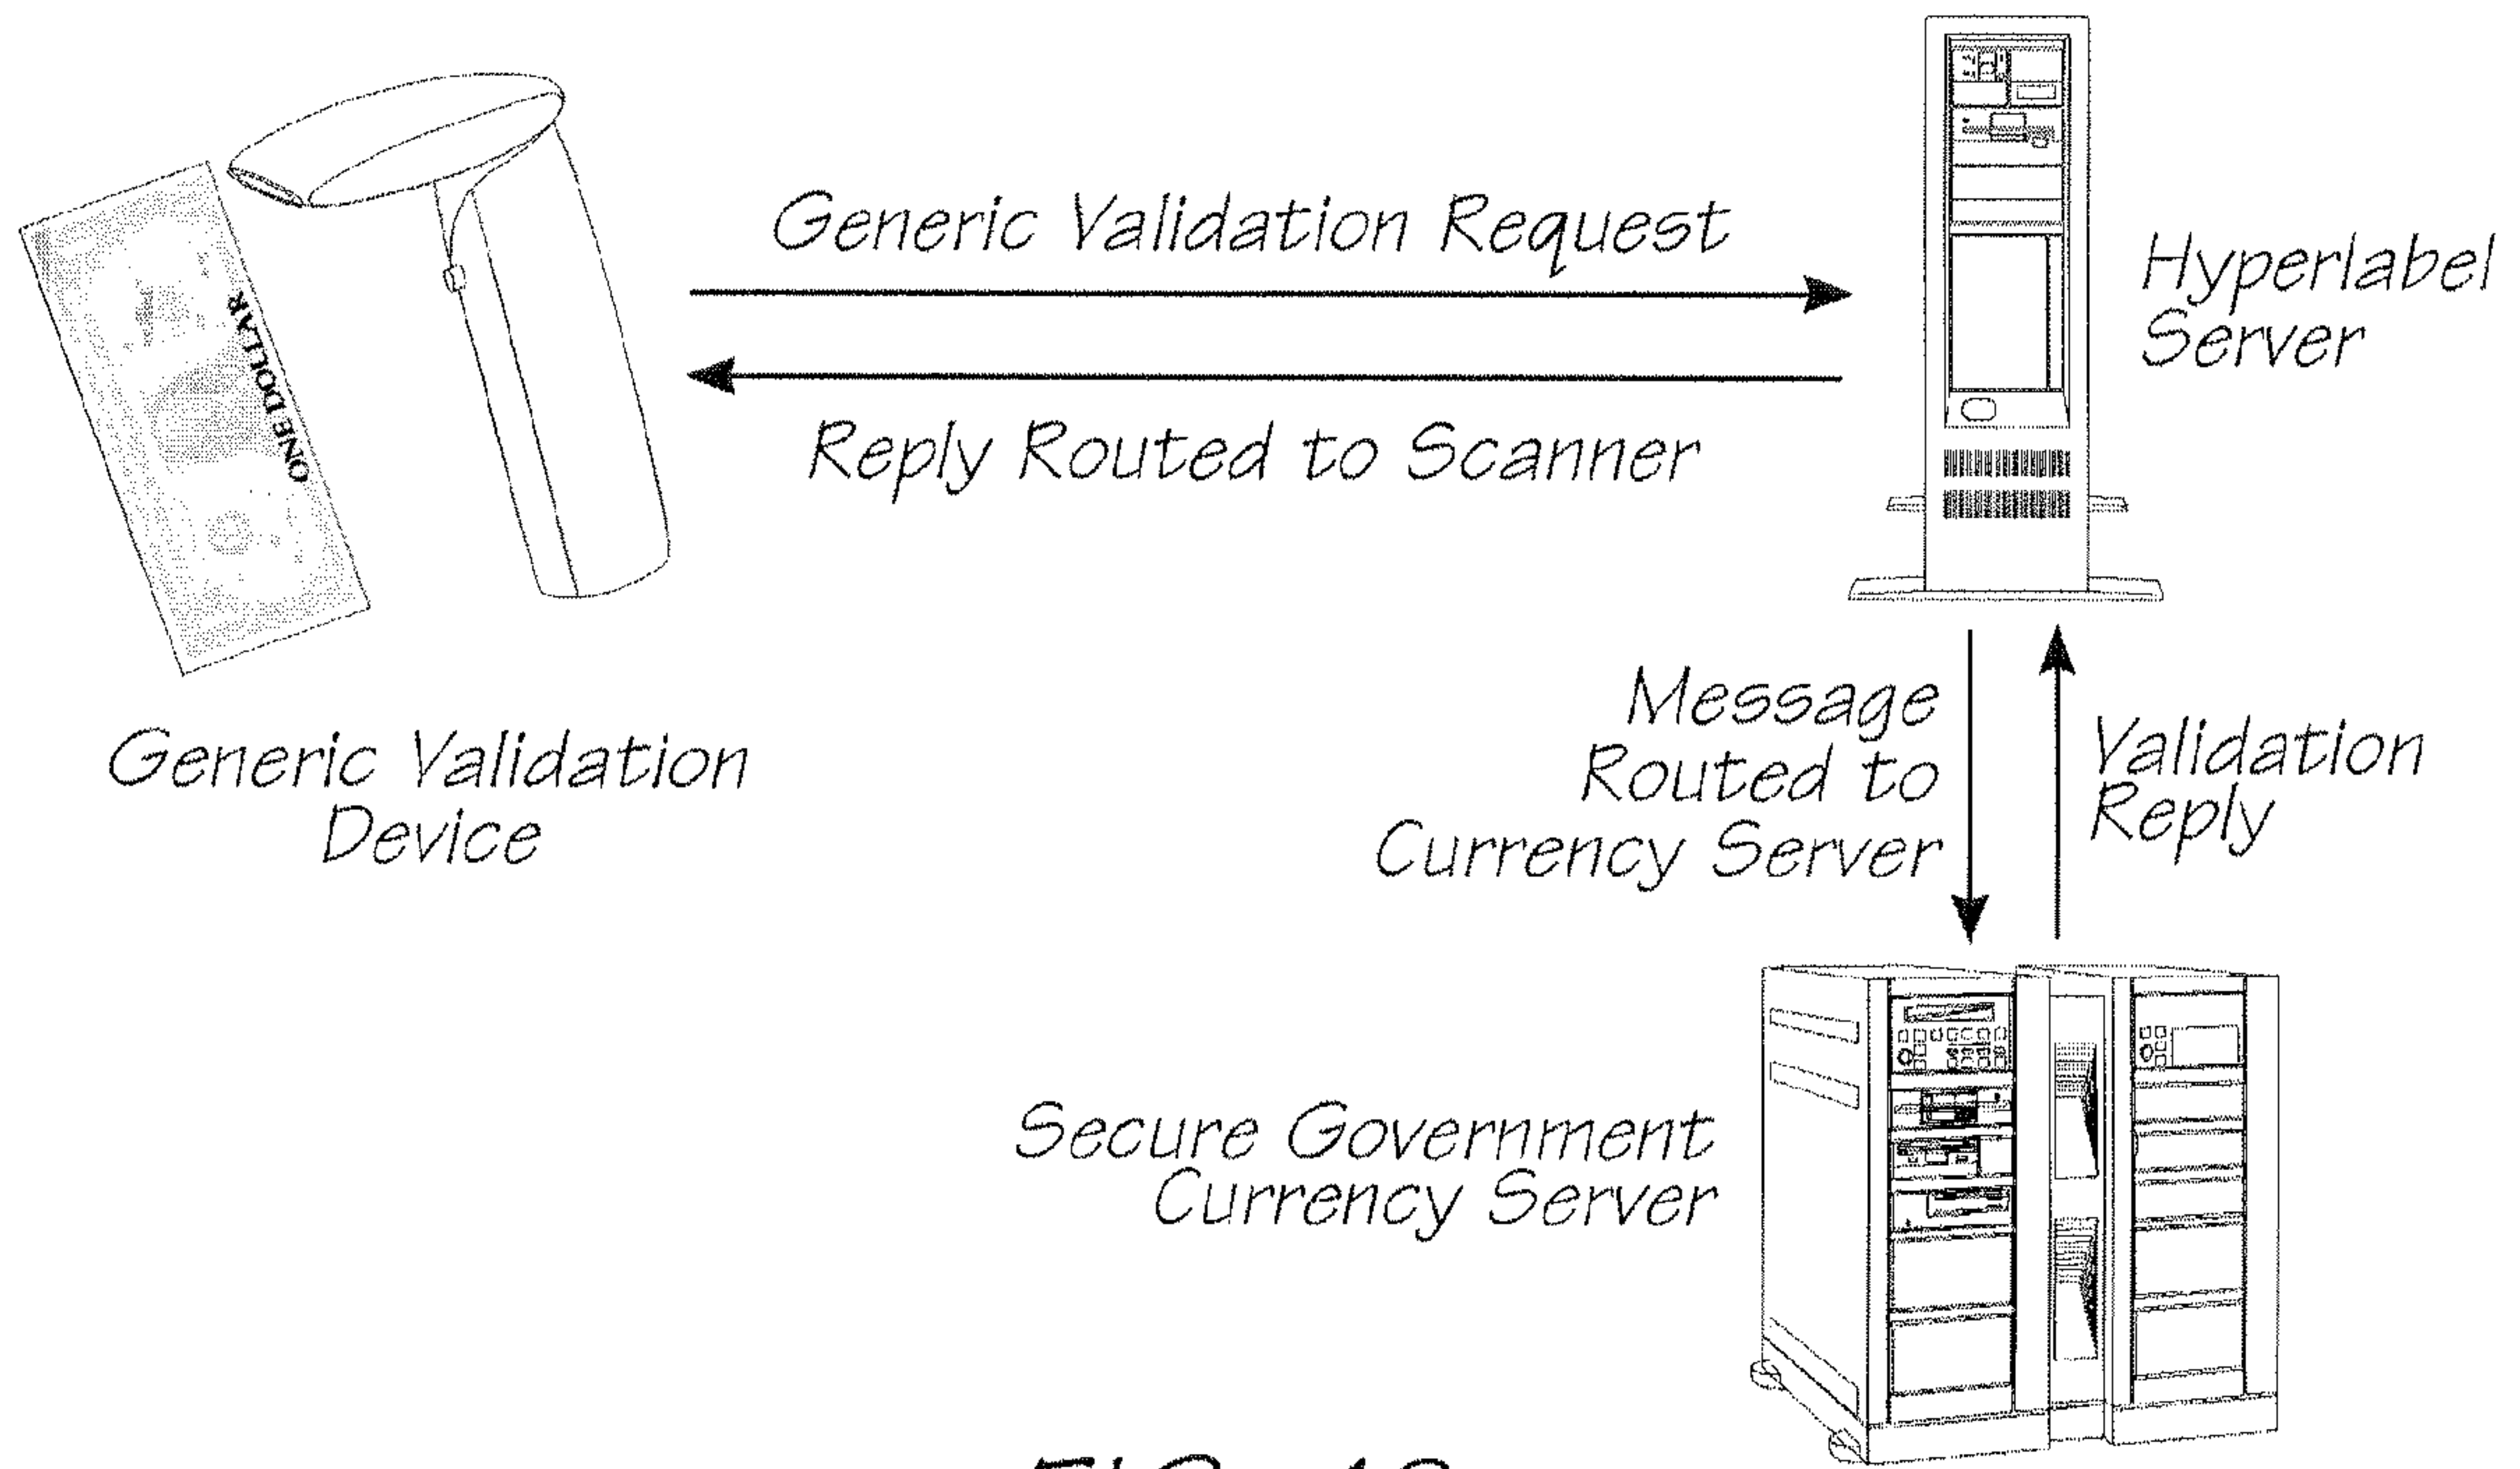 Generic Validation Request
Reply Routed to Scanner
Hyperlabel
Server
ONE DOLLAR
Generic Validation
Device
Message
Routed to
Currency Server
Validation
Reply
Secure Government
Currency Server